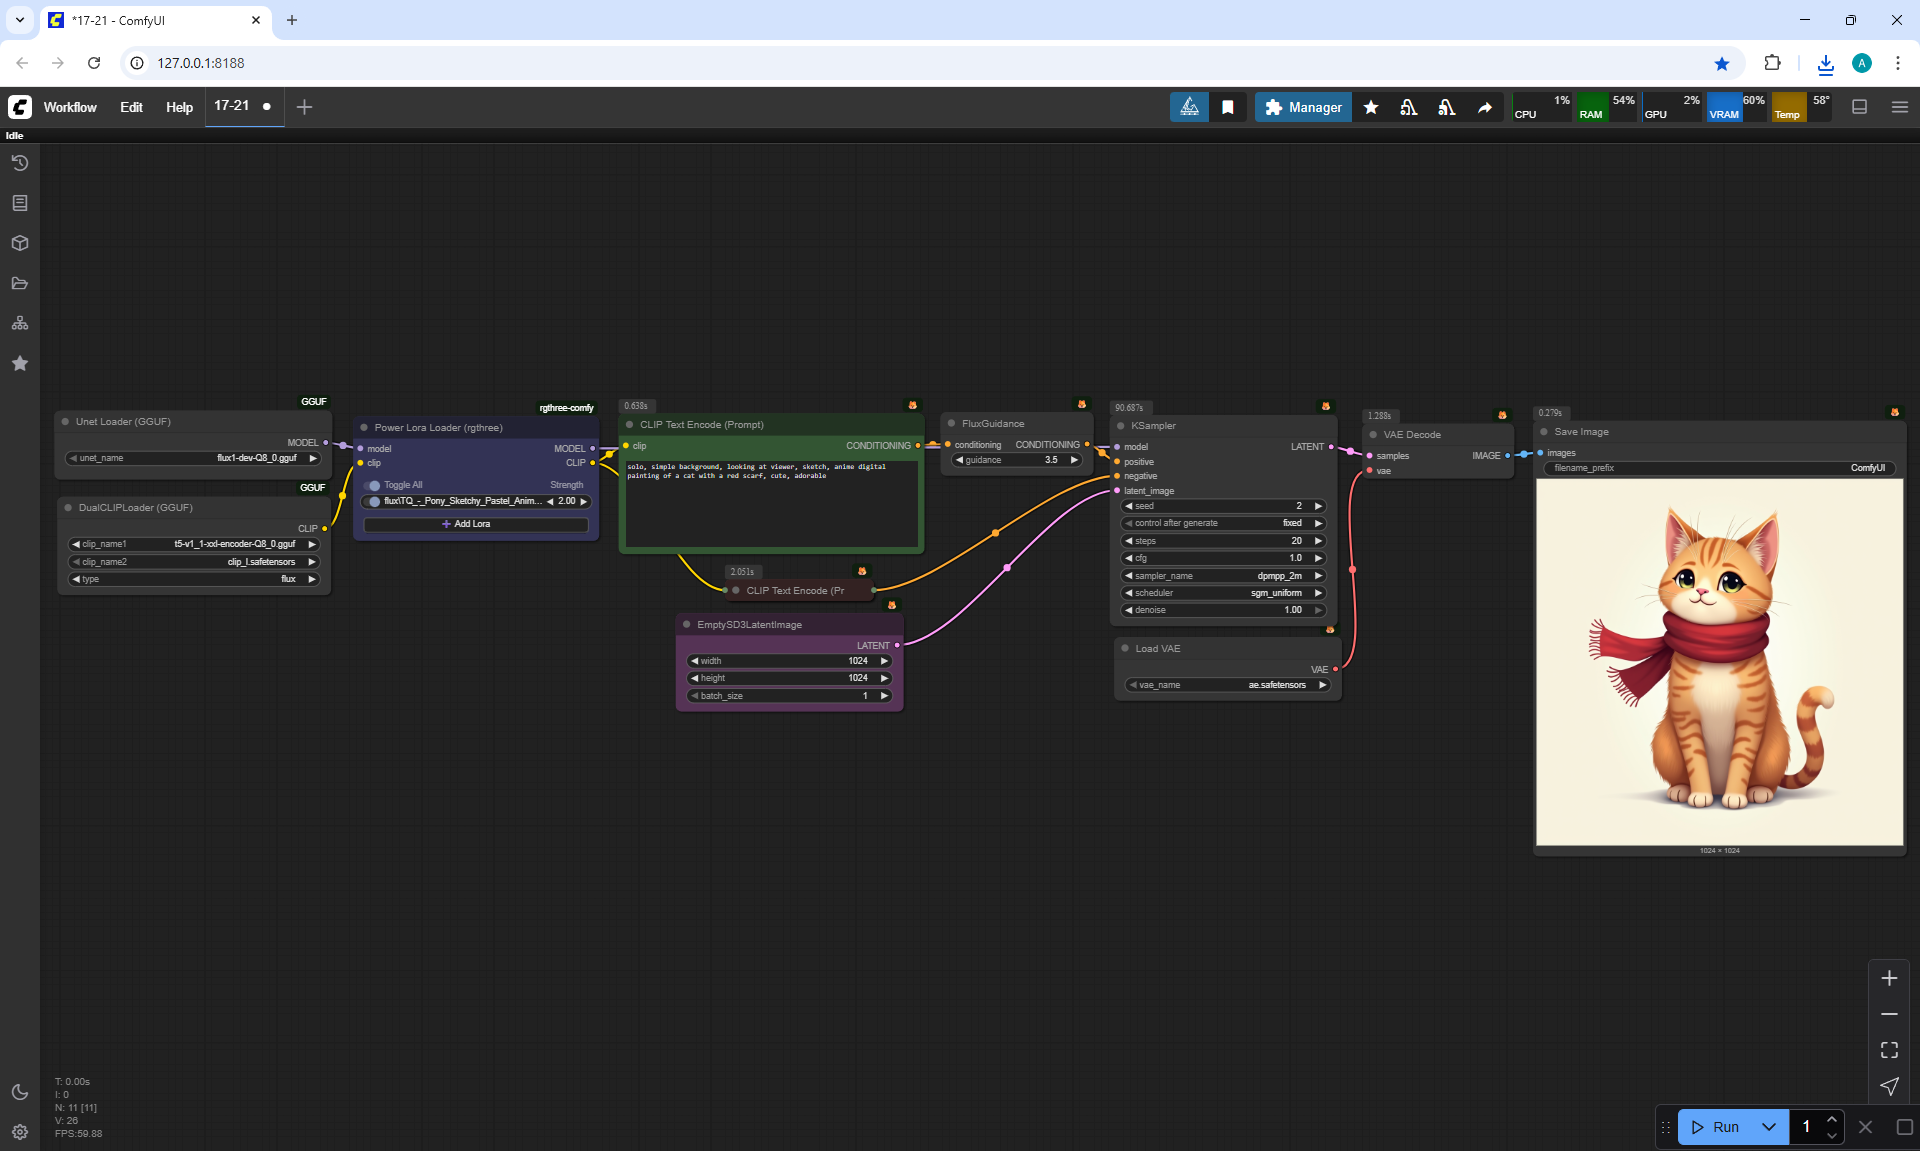 *17-21 - ComfyUI
127.0.0.1:8188
A
Workflow Edit Help 17-21
Manager
CPU 1% RAM 54% GPU 2% VRAM 60% Temp 58°
Idle
GGUF
Unet Loader (GGUF)
MODEL
unet_name flux1-dev-Q8_0.gguf
GGUF
DualCLIPLoader (GGUF)
CLIP
clip_name1 t5-v1_1-xxl-encoder-Q8_0.gguf
clip_name2 clip_l.safetensors
type flux
rgthree-comfy
Power Lora Loader (rgthree)
model MODEL
clip CLIP
Toggle All Strength
flux\TQ_-_Pony_Sketchy_Pastel_Anim... 2.00
Add Lora
0.638s
CLIP Text Encode (Prompt)
clip CONDITIONING
solo, simple background, looking at viewer, sketch, anime digital
painting of a cat with a red scarf, cute, adorable
2.051s
CLIP Text Encode (Pr
EmptySD3LatentImage
LATENT
width 1024
height 1024
batch_size 1
FluxGuidance
conditioning CONDITIONING
guidance 3.5
90.687s
KSampler
model LATENT
positive
negative
latent_image
seed 2
control after generate fixed
steps 20
cfg 1.0
sampler_name dpmpp_2m
scheduler sgm_uniform
denoise 1.00
Load VAE
VAE
vae_name ae.safetensors
1.288s
VAE Decode
samples IMAGE
vae
0.279s
Save Image
images
filename_prefix ComfyUI
1024 × 1024
T: 0.00s
I: 0
N: 11 [11]
V: 26
FPS:59.88
Run 1